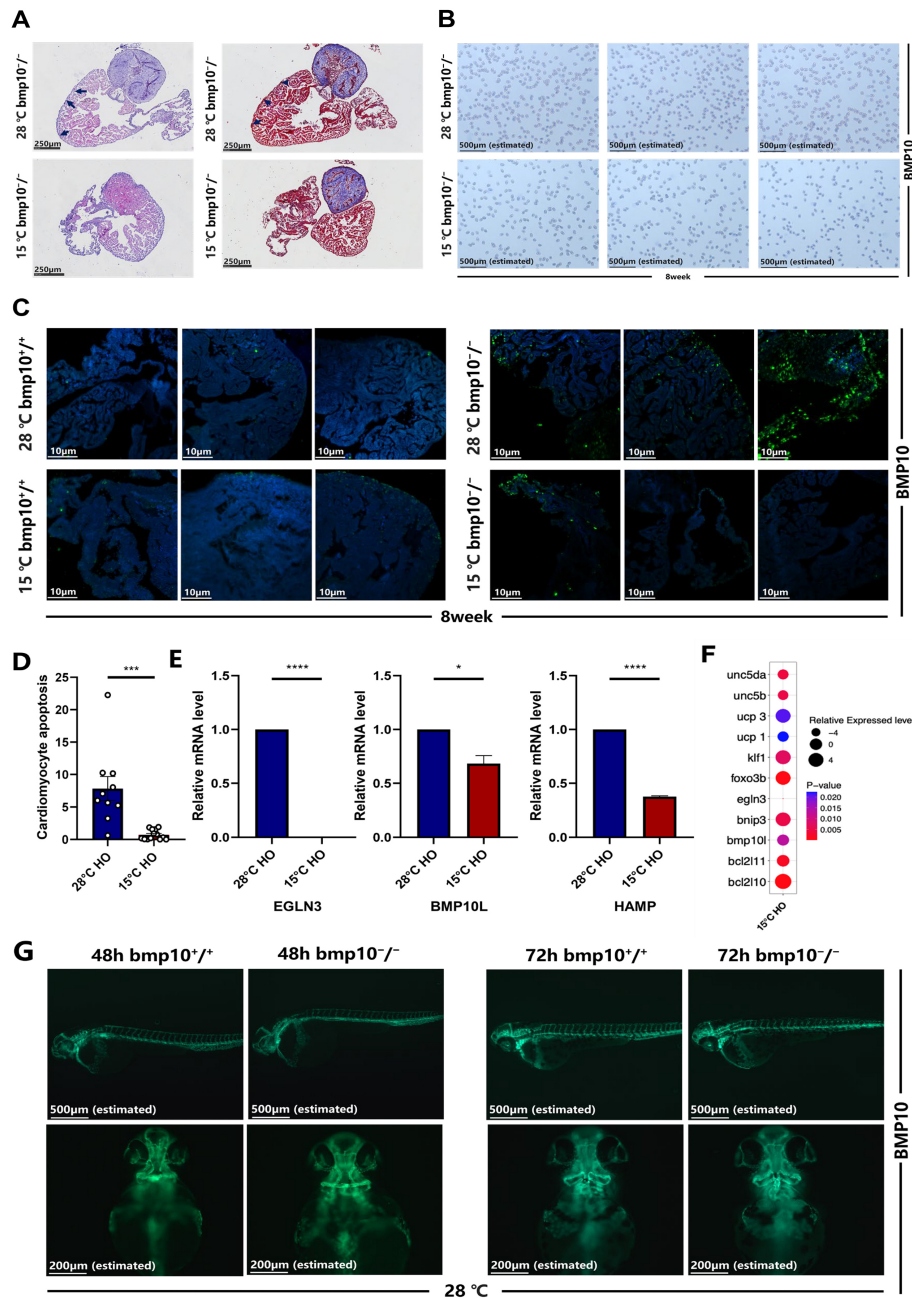 A
28 ℃ bmp10⁻/⁻
250μm
28 ℃ bmp10⁻/⁻
250μm
15 ℃ bmp10⁻/⁻
250μm
15 ℃ bmp10⁻/⁻
250μm
B
28 ℃ bmp10⁻/⁻
500μm (estimated)
500μm (estimated)
500μm (estimated)
15 ℃ bmp10⁻/⁻
500μm (estimated)
500μm (estimated)
500μm (estimated)
8week
BMP10
C
28 ℃ bmp10⁺/⁺
10μm
10μm
10μm
28 ℃ bmp10⁻/⁻
10μm
10μm
10μm
15 ℃ bmp10⁺/⁺
10μm
10μm
10μm
15 ℃ bmp10⁻/⁻
10μm
10μm
10μm
8week
BMP10
D
Cardiomyocyte apoptosis
***
25
20
15
10
5
0
28°C HO
15°C HO
E
Relative mRNA level
****
1.5
1.0
0.5
0.0
28°C HO
15°C HO
EGLN3
Relative mRNA level
*
1.5
1.0
0.5
0.0
28°C HO
15°C HO
BMP10L
Relative mRNA level
****
1.5
1.0
0.5
0.0
28°C HO
15°C HO
HAMP
F
unc5da
unc5b
ucp 3
ucp 1
klf1
foxo3b
egln3
bnip3
bmp10l
bcl2l11
bcl2l10
15°C HO
Relative Expressed level
−4
0
4
P-value
0.020
0.015
0.010
0.005
G
48h bmp10⁺/⁺
48h bmp10⁻/⁻
72h bmp10⁺/⁺
72h bmp10⁻/⁻
500μm (estimated)
500μm (estimated)
500μm (estimated)
500μm (estimated)
200μm (estimated)
200μm (estimated)
200μm (estimated)
200μm (estimated)
28 ℃
BMP10